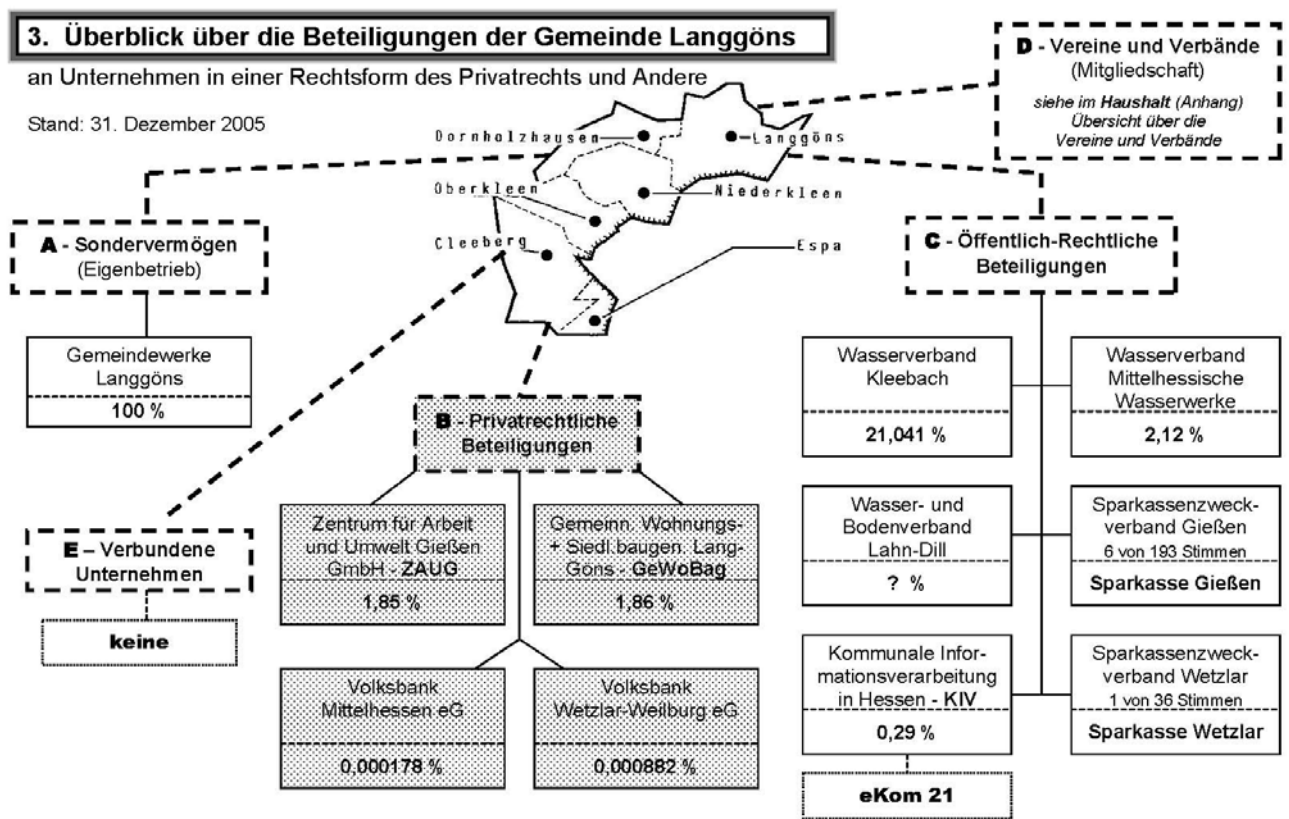 3. Überblick über die Beteiligungen der Gemeinde Langgöns
an Unternehmen in einer Rechtsform des Privatrechts und Andere
Stand: 31. Dezember 2005
D - Vereine und Verbände
(Mitgliedschaft)
siehe im Haushalt (Anhang)
Übersicht über die
Vereine und Verbände
Dornholzhausen
Langgöns
Oberkleen
Niederkleen
Cleeberg
Espa
A - Sondervermögen
(Eigenbetrieb)
Gemeindewerke
Langgöns
100 %
E – Verbundene
Unternehmen
keine
B - Privatrechtliche
Beteiligungen
Zentrum für Arbeit
und Umwelt Gießen
GmbH - ZAUG
1,85 %
Gemeinn. Wohnungs-
+ Siedl.baugen. Lang-
Göns - GeWoBag
1,86 %
Volksbank
Mittelhessen eG
0,000178 %
Volksbank
Wetzlar-Weilburg eG
0,000882 %
C - Öffentlich-Rechtliche
Beteiligungen
Wasserverband
Kleebach
21,041 %
Wasserverband
Mittelhessische
Wasserwerke
2,12 %
Wasser- und
Bodenverband
Lahn-Dill
? %
Sparkassenzweck-
verband Gießen
6 von 193 Stimmen
Sparkasse Gießen
Kommunale Infor-
mationsverarbeitung
in Hessen - KIV
0,29 %
Sparkassenzweck-
verband Wetzlar
1 von 36 Stimmen
Sparkasse Wetzlar
eKom 21